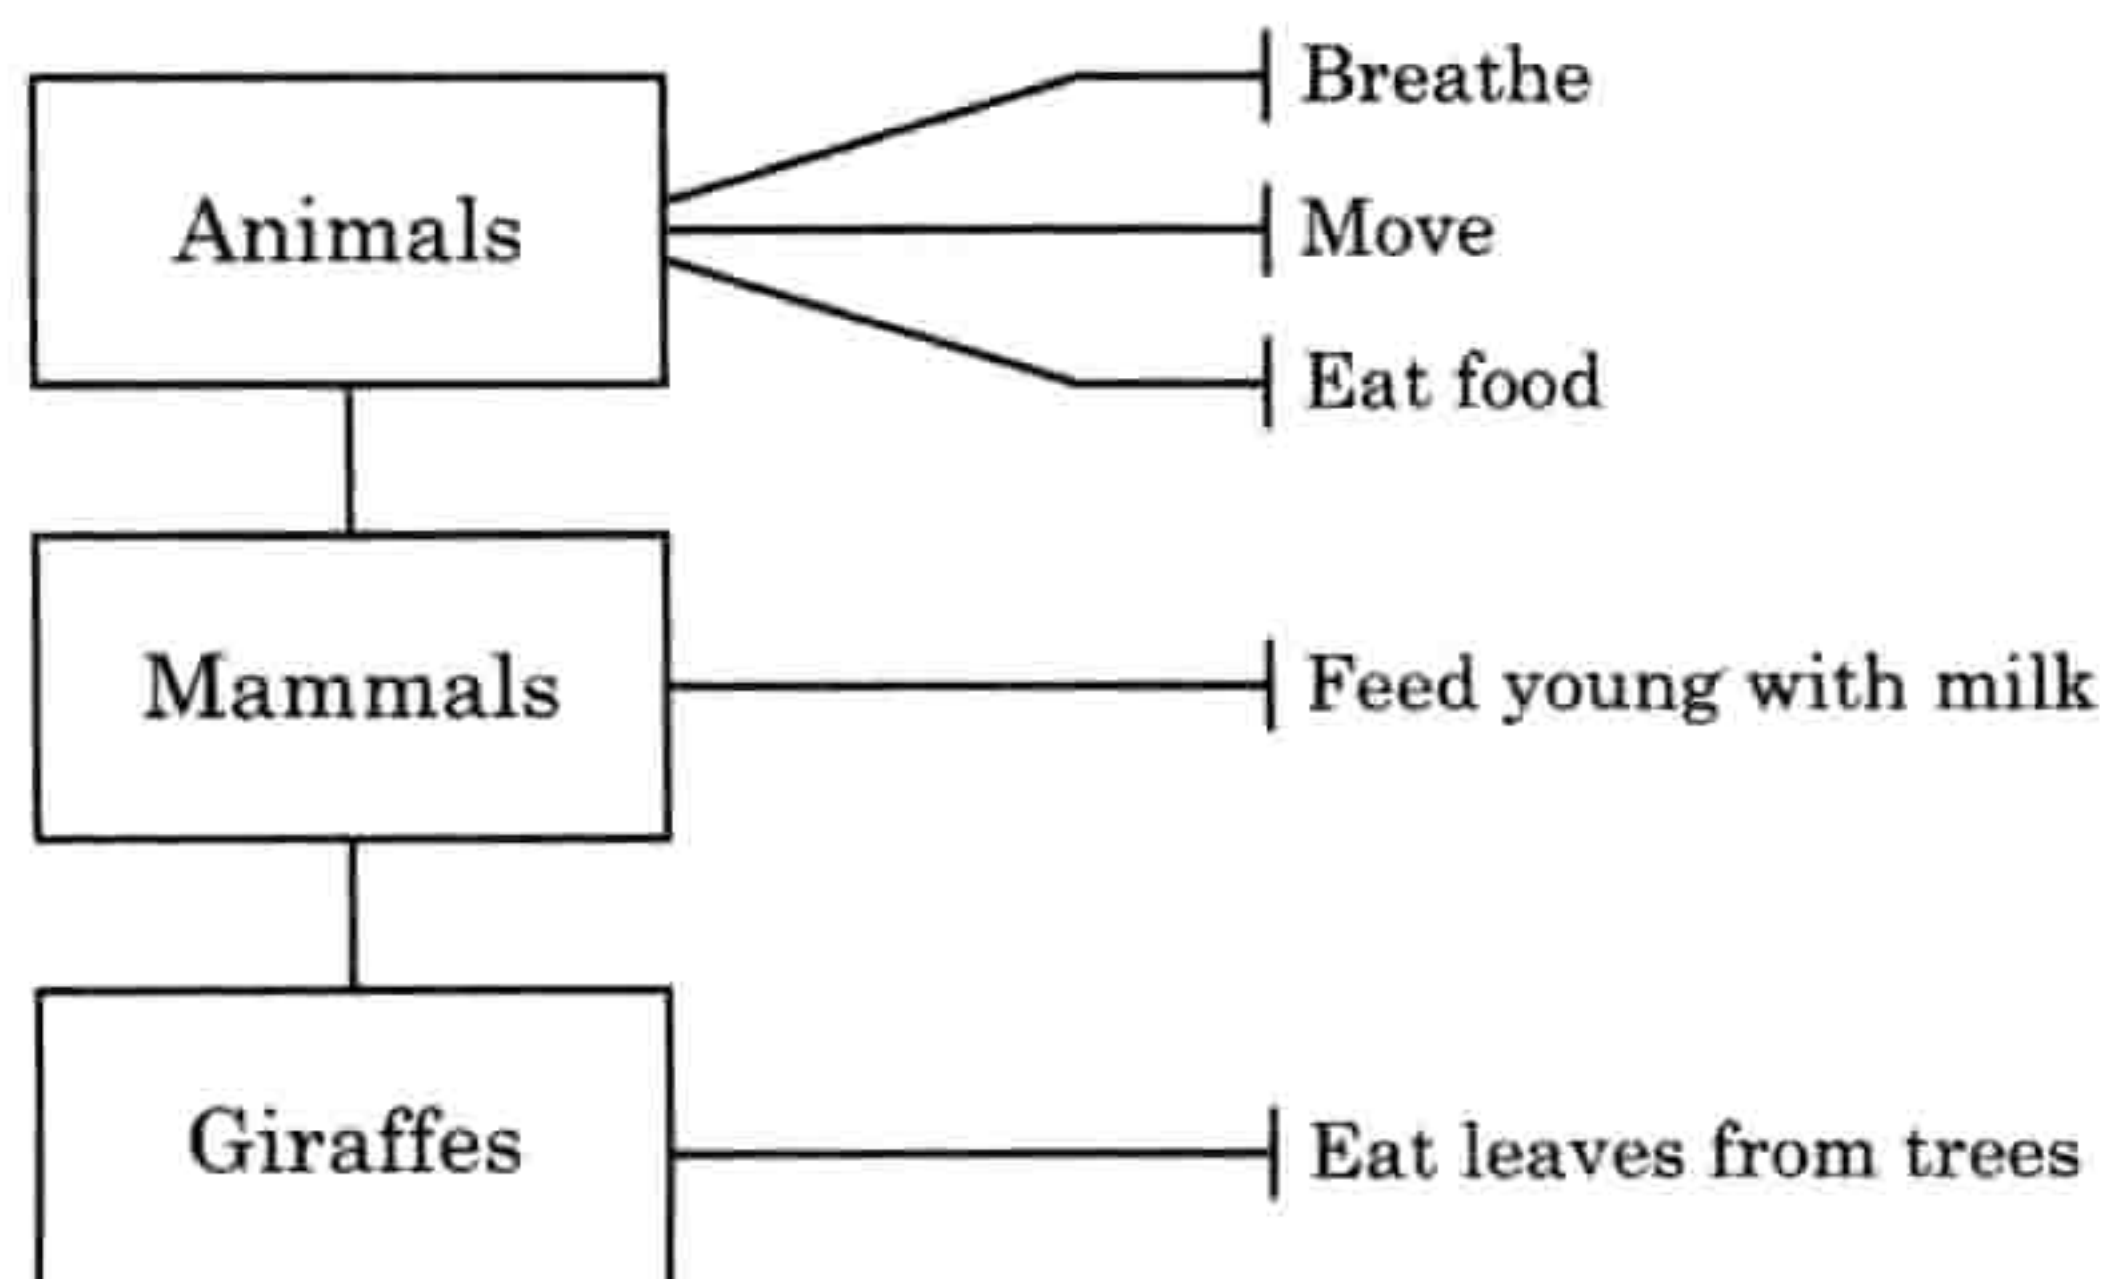 Animals
Breathe
Move
Eat food
Mammals
Feed young with milk
Giraffes
Eat leaves from trees